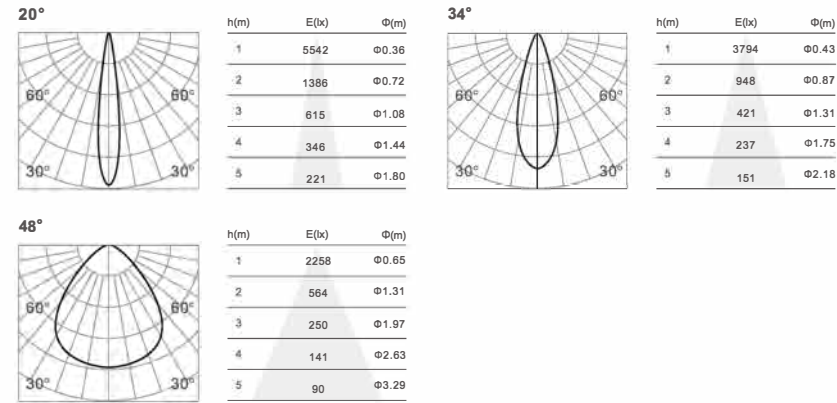 20°
60° 60°
30° 30°
h(m) E(lx) Φ(m)
1 5542 Φ0.36
2 1386 Φ0.72
3 615 Φ1.08
4 346 Φ1.44
5 221 Φ1.80
34°
60° 60°
30° 30°
h(m) E(lx) Φ(m)
1 3794 Φ0.43
2 948 Φ0.87
3 421 Φ1.31
4 237 Φ1.75
5 151 Φ2.18
48°
60° 60°
30° 30°
h(m) E(lx) Φ(m)
1 2258 Φ0.65
2 564 Φ1.31
3 250 Φ1.97
4 141 Φ2.63
5 90 Φ3.29